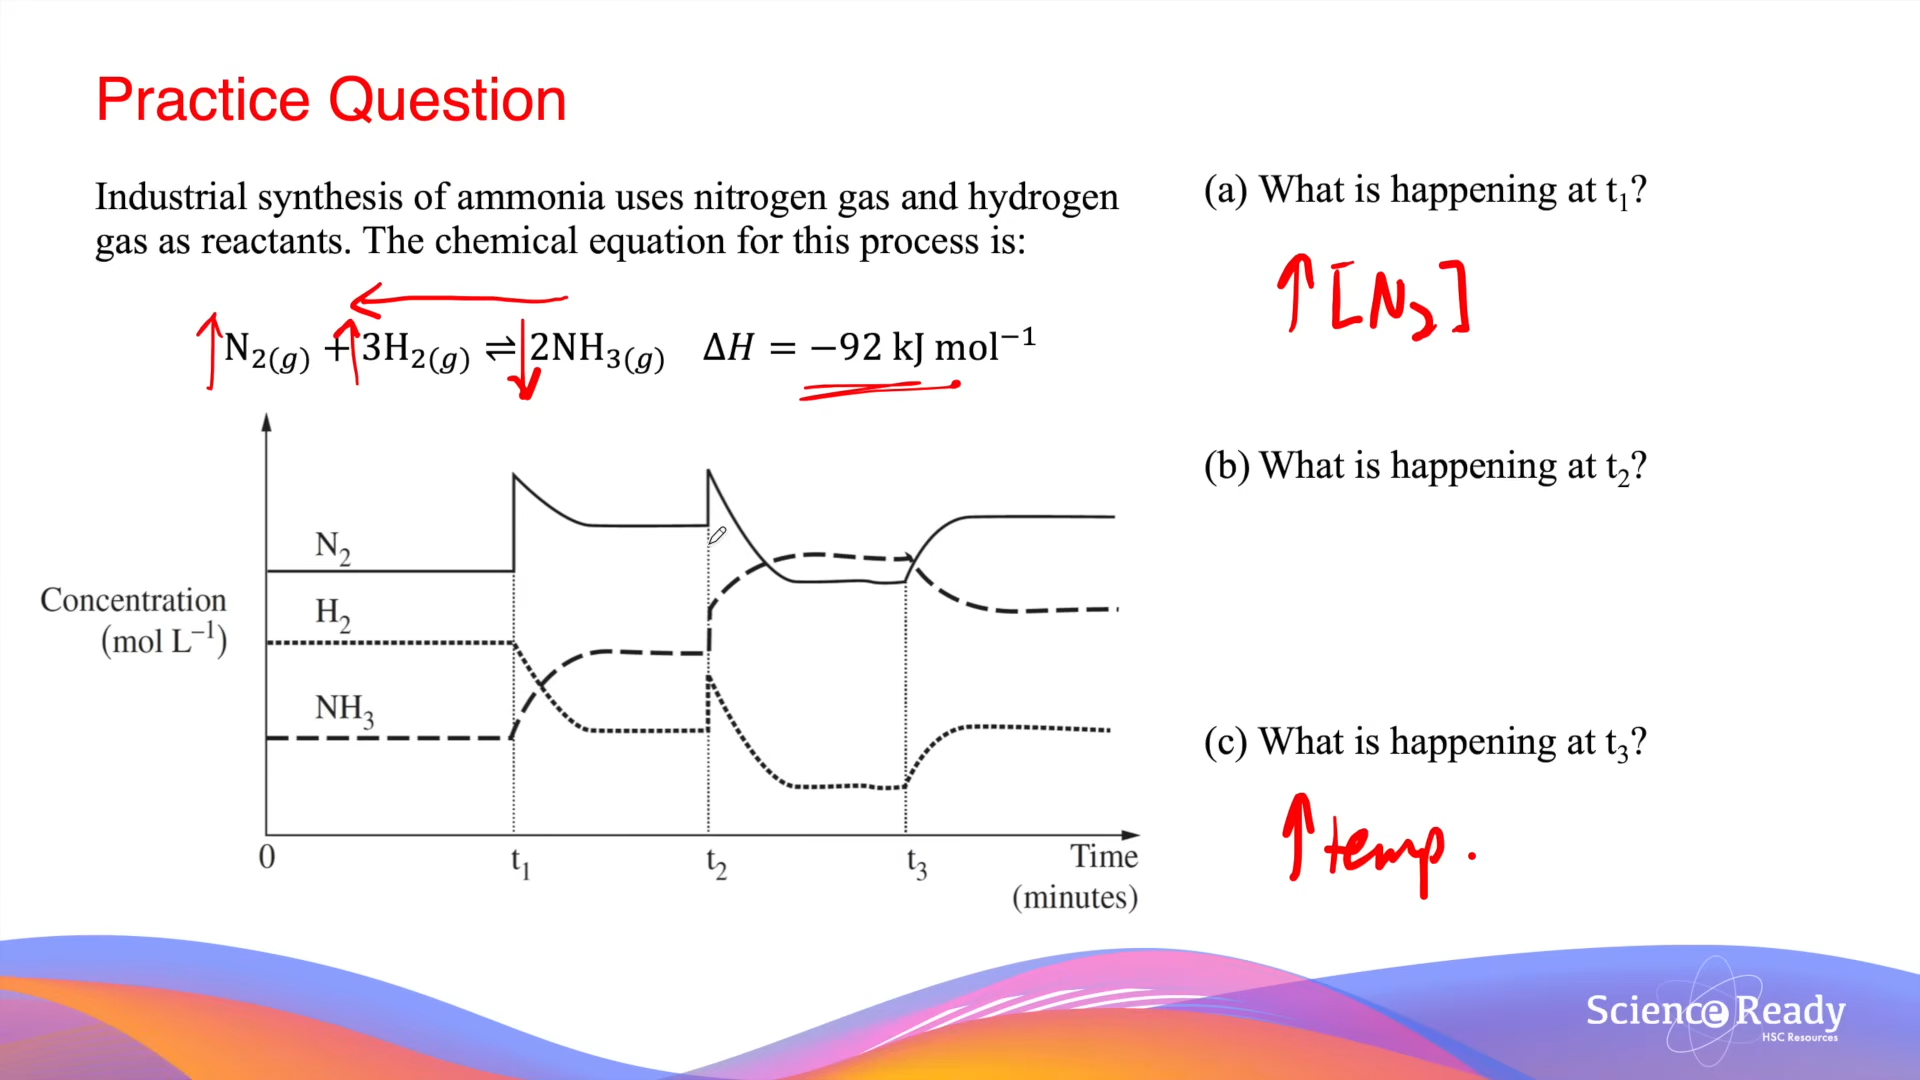 Practice Question
Industrial synthesis of ammonia uses nitrogen gas and hydrogen
gas as reactants. The chemical equation for this process is:
N₂(g) + 3H₂(g) ⇌ 2NH₃(g) ΔH = −92 kJ mol⁻¹
(a) What is happening at t₁?
↑[N₂]
(b) What is happening at t₂?
(c) What is happening at t₃?
↑ temp.
Concentration
(mol L⁻¹)
N₂
H₂
NH₃
0
t₁
t₂
t₃
Time
(minutes)
Science Ready
HSC Resources